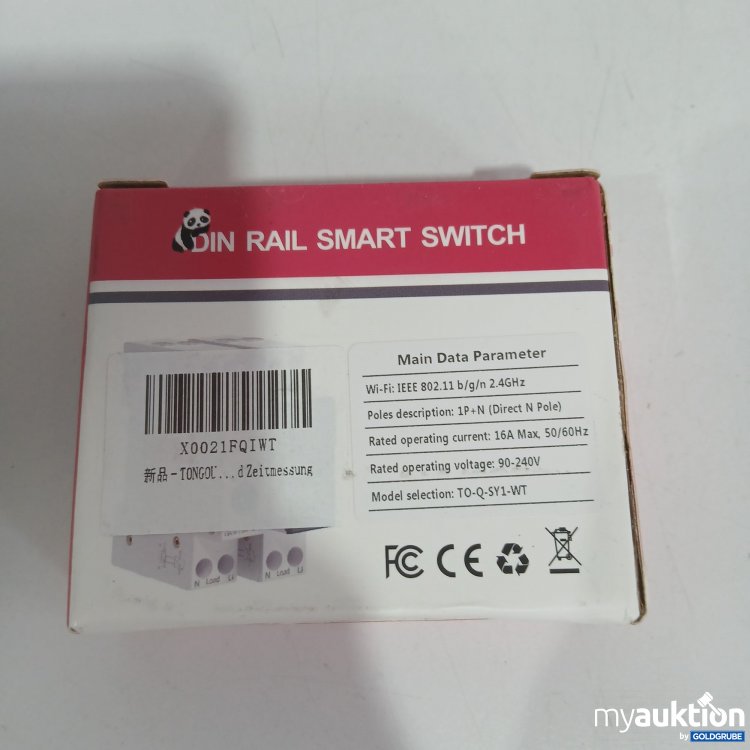 DIN RAIL SMART SWITCH
X0021FQIWT
新品-TONGOU...d Zeitmessung
Main Data Parameter
Wi-Fi: IEEE 802.11 b/g/n 2.4GHz
Poles description: 1P+N (Direct N Pole)
Rated operating current: 16A Max, 50/60Hz
Rated operating voltage: 90-240V
Model selection: TO-Q-SY1-WT
N Load Li
N Load Li
FC CE
myauktion
by GOLDGRUBE